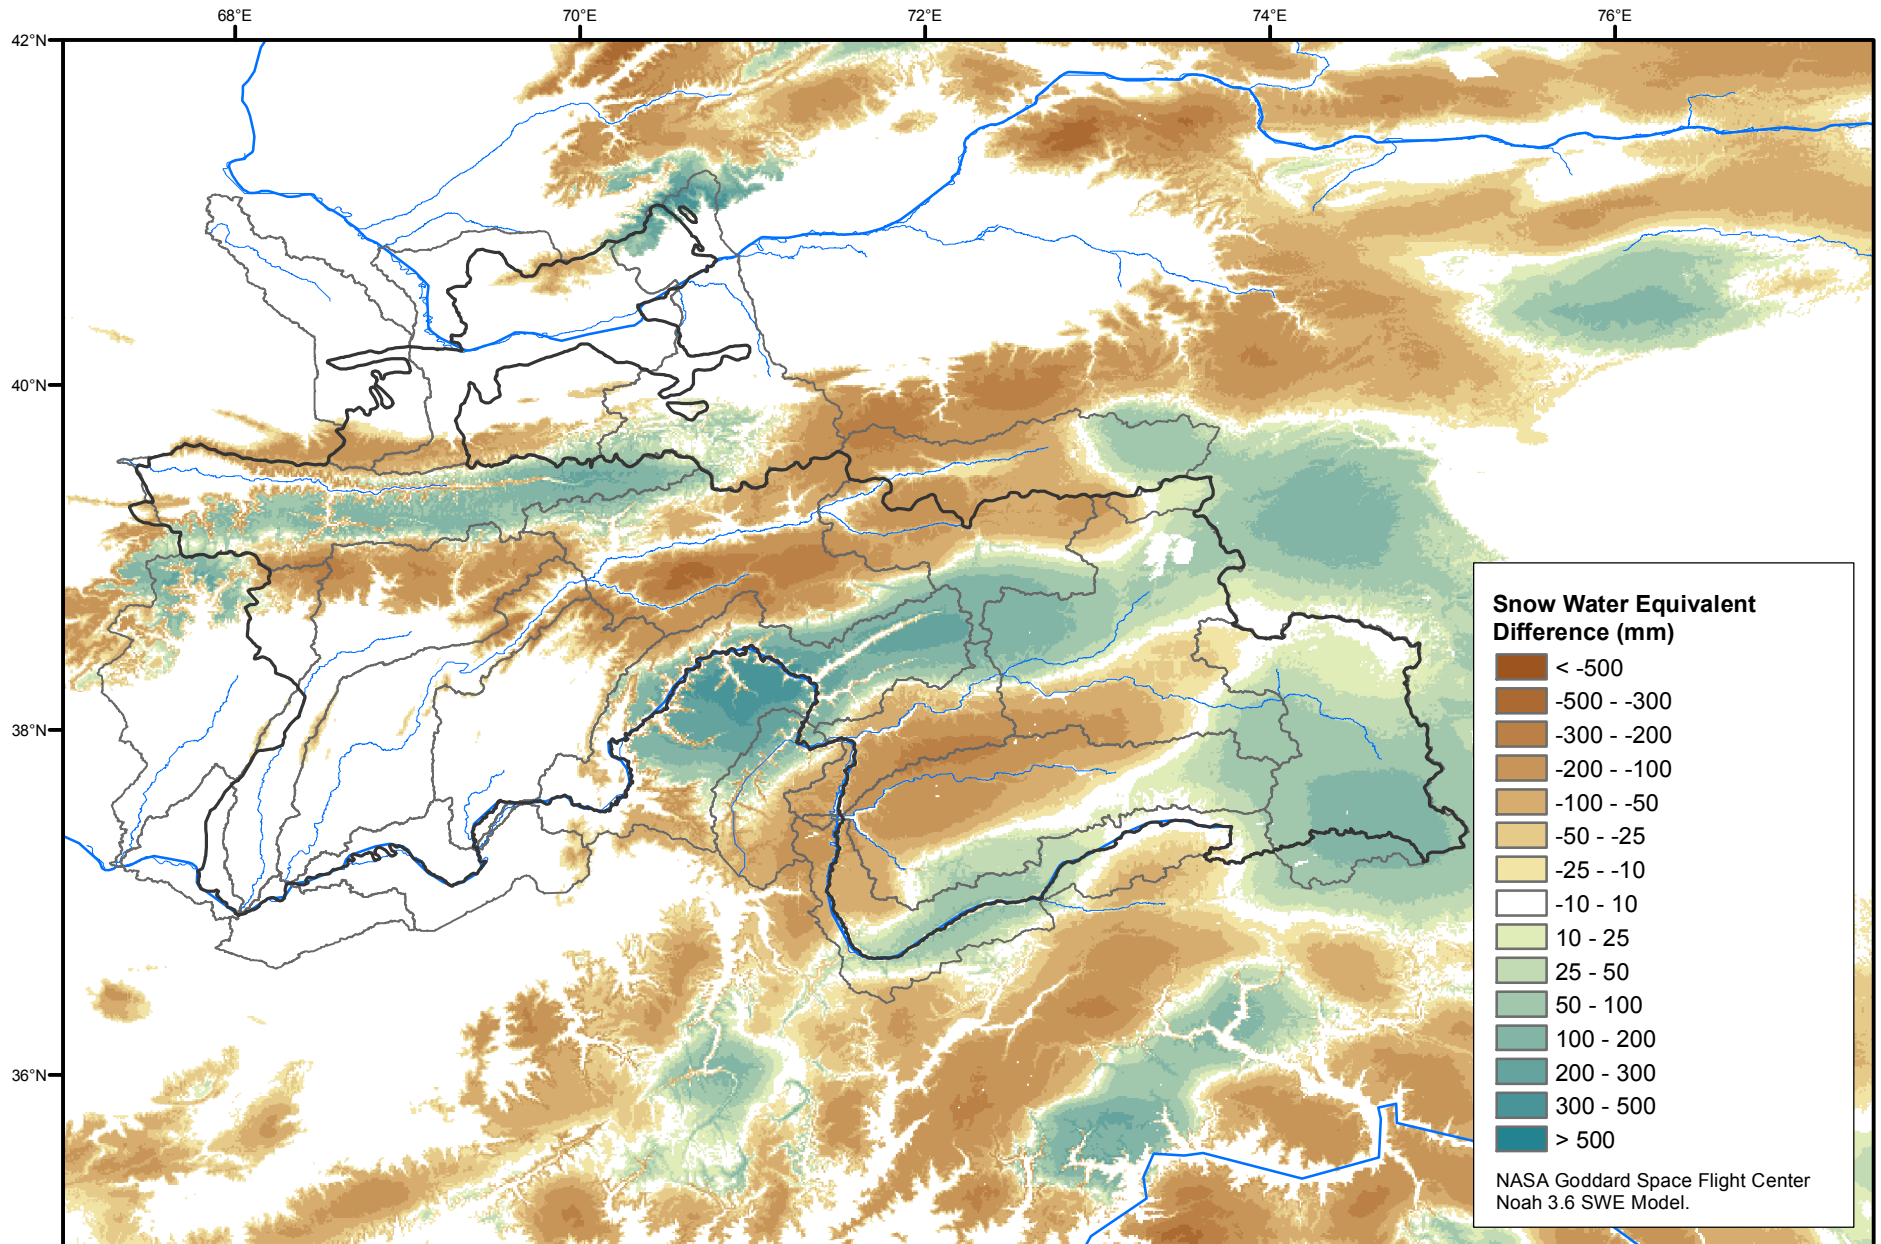 68°E 70°E 72°E 74°E 76°E
42°N
40°N
38°N
36°N
Snow Water Equivalent
Difference (mm)
< -500
-500 - -300
-300 - -200
-200 - -100
-100 - -50
-50 - -25
-25 - -10
-10 - 10
10 - 25
25 - 50
50 - 100
100 - 200
200 - 300
300 - 500
> 500
NASA Goddard Space Flight Center
Noah 3.6 SWE Model.